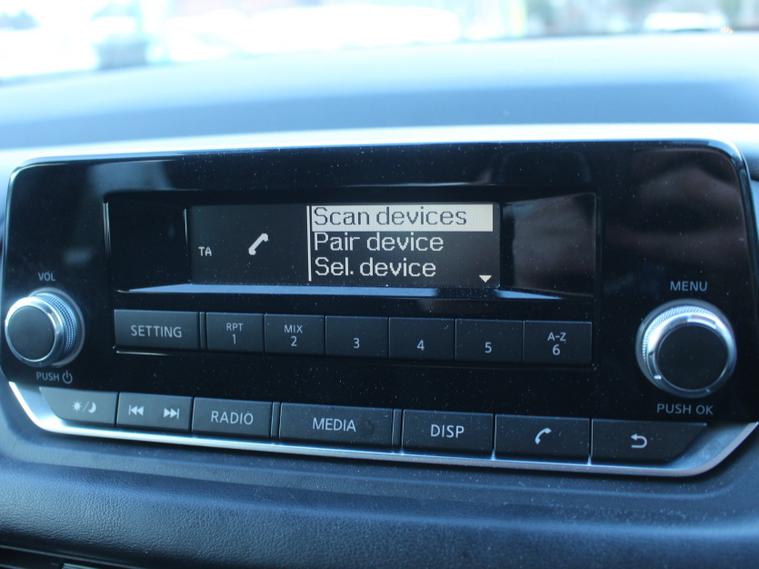 Scan devices
Pair device
TA
Sel. device
VOL
MENU
SETTING
RPT
1
MIX
2
3
4
5
A-Z
6
PUSH
PUSH OK
RADIO
MEDIA
DISP